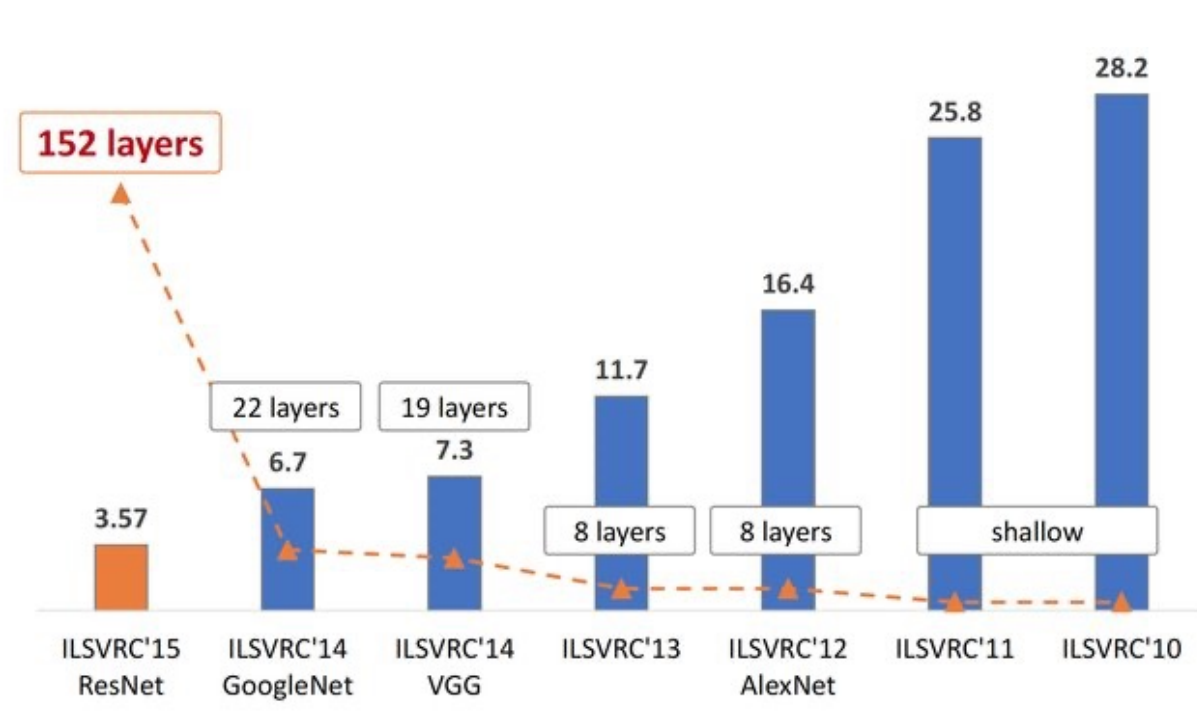 28.2
25.8
152 layers
16.4
11.7
22 layers
19 layers
7.3
6.7
3.57
8 layers
8 layers
shallow
ILSVRC'15
ResNet
ILSVRC'14
GoogleNet
ILSVRC'14
VGG
ILSVRC'13
ILSVRC'12
AlexNet
ILSVRC'11
ILSVRC'10